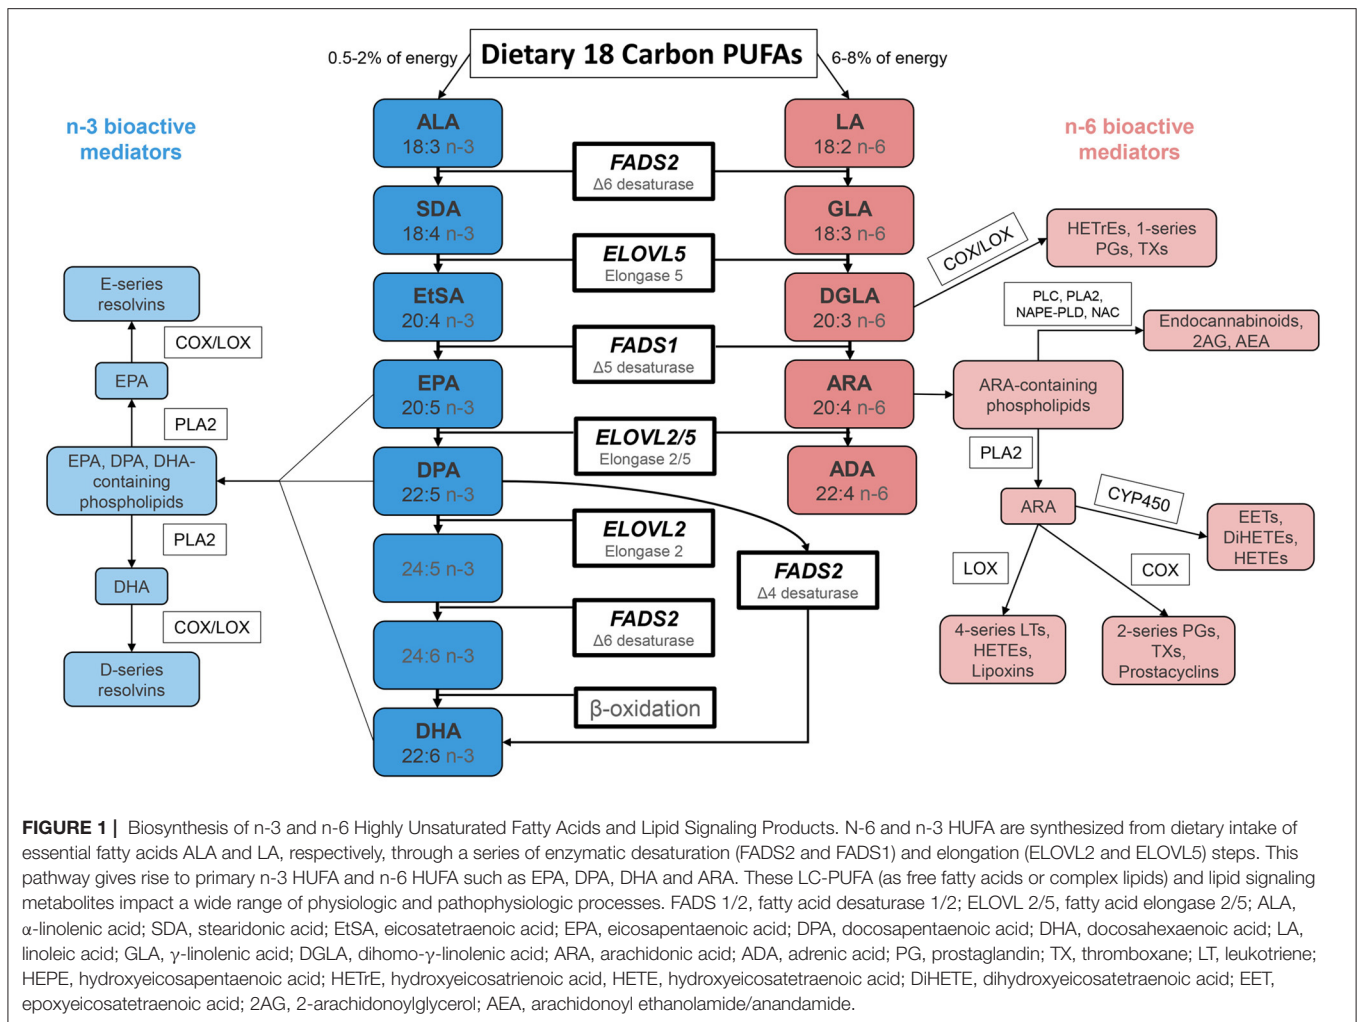 Dietary 18 Carbon PUFAs
0.5-2% of energy
6-8% of energy
n-3 bioactive
mediators
n-6 bioactive
mediators
ALA
18:3 n-3
LA
18:2 n-6
FADS2
Δ6 desaturase
SDA
18:4 n-3
GLA
18:3 n-6
ELOVL5
Elongase 5
EtSA
20:4 n-3
DGLA
20:3 n-6
FADS1
Δ5 desaturase
EPA
20:5 n-3
ARA
20:4 n-6
ELOVL2/5
Elongase 2/5
DPA
22:5 n-3
ADA
22:4 n-6
ELOVL2
Elongase 2
24:5 n-3
FADS2
Δ4 desaturase
FADS2
Δ6 desaturase
24:6 n-3
β-oxidation
DHA
22:6 n-3
E-series
resolvins
COX/LOX
EPA
PLA2
EPA, DPA, DHA-
containing
phospholipids
PLA2
DHA
COX/LOX
D-series
resolvins
COX/LOX
HETrEs, 1-series
PGs, TXs
PLC, PLA2,
NAPE-PLD, NAC
Endocannabinoids,
2AG, AEA
ARA-containing
phospholipids
PLA2
ARA
CYP450
EETs,
DiHETEs,
HETEs
LOX
COX
4-series LTs,
HETEs,
Lipoxins
2-series PGs,
TXs,
Prostacyclins
FIGURE 1 | Biosynthesis of n-3 and n-6 Highly Unsaturated Fatty Acids and Lipid Signaling Products. N-6 and n-3 HUFA are synthesized from dietary intake of
essential fatty acids ALA and LA, respectively, through a series of enzymatic desaturation (FADS2 and FADS1) and elongation (ELOVL2 and ELOVL5) steps. This
pathway gives rise to primary n-3 HUFA and n-6 HUFA such as EPA, DPA, DHA and ARA. These LC-PUFA (as free fatty acids or complex lipids) and lipid signaling
metabolites impact a wide range of physiologic and pathophysiologic processes. FADS 1/2, fatty acid desaturase 1/2; ELOVL 2/5, fatty acid elongase 2/5; ALA,
α-linolenic acid; SDA, stearidonic acid; EtSA, eicosatetraenoic acid; EPA, eicosapentaenoic acid; DPA, docosapentaenoic acid; DHA, docosahexaenoic acid; LA,
linoleic acid; GLA, γ-linolenic acid; DGLA, dihomo-γ-linolenic acid; ARA, arachidonic acid; ADA, adrenic acid; PG, prostaglandin; TX, thromboxane; LT, leukotriene;
HEPE, hydroxyeicosapentaenoic acid; HETrE, hydroxyeicosatrienoic acid, HETE, hydroxyeicosatetraenoic acid; DiHETE, dihydroxyeicosatetraenoic acid; EET,
epoxyeicosatetraenoic acid; 2AG, 2-arachidonoylglycerol; AEA, arachidonoyl ethanolamide/anandamide.